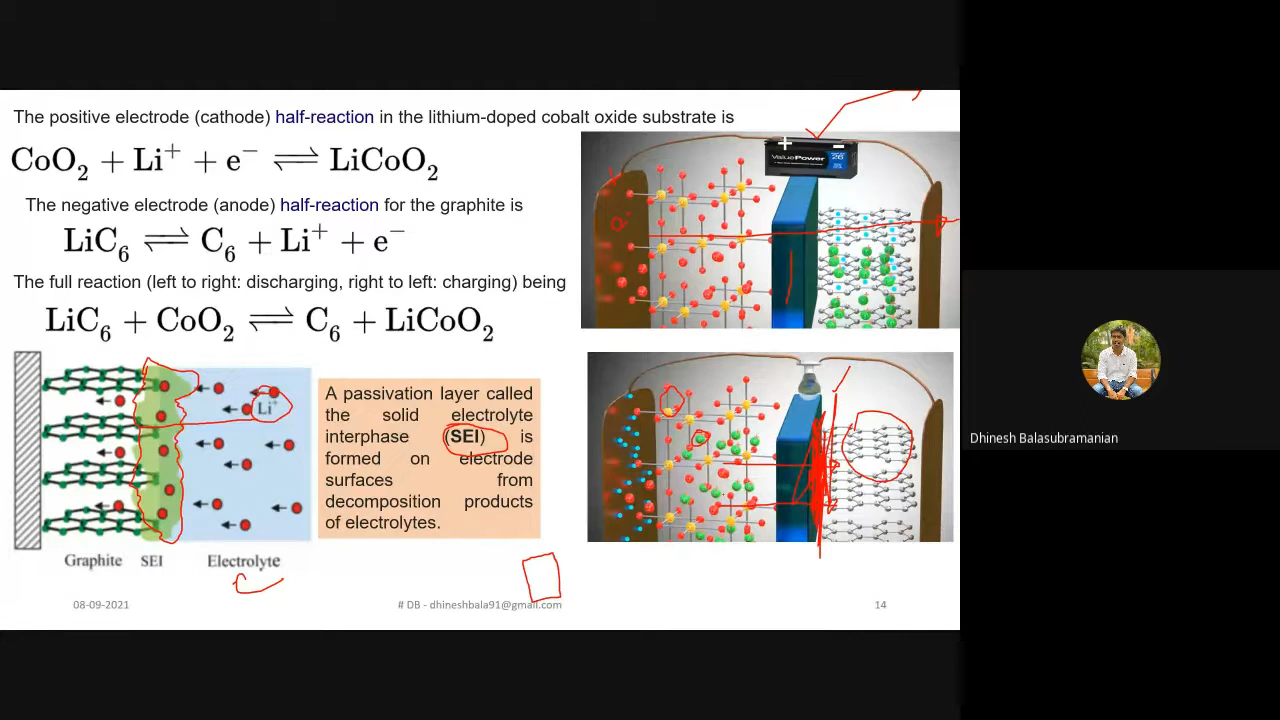 The positive electrode (cathode) half-reaction in the lithium-doped cobalt oxide substrate is
CoO₂ + Li⁺ + e⁻ ⇌ LiCoO₂
The negative electrode (anode) half-reaction for the graphite is
LiC₆ ⇌ C₆ + Li⁺ + e⁻
The full reaction (left to right: discharging, right to left: charging) being
LiC₆ + CoO₂ ⇌ C₆ + LiCoO₂
+ −
ValuePower
26
Li⁺
Graphite SEI Electrolyte
A passivation layer called
the solid electrolyte
interphase (SEI) is
formed on electrode
surfaces from
decomposition products
of electrolytes.
08-09-2021 # DB - dhineshbala91@gmail.com 14
Dhinesh Balasubramanian